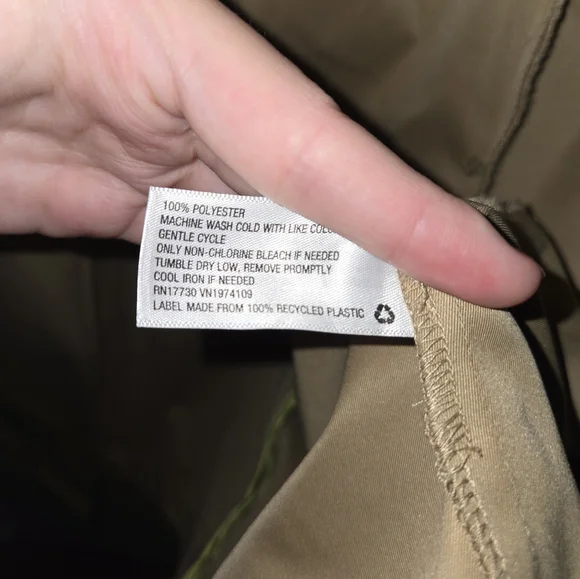 100% POLYESTER
MACHINE WASH COLD WITH LIKE
GENTLE CYCLE
ONLY NON-CHLORINE BLEACH IF NEEDED
TUMBLE DRY LOW, REMOVE PROMPTLY
COOL IRON IF NEEDED
RN17730 VN1974109
LABEL MADE FROM 100% RECYCLED PLASTIC